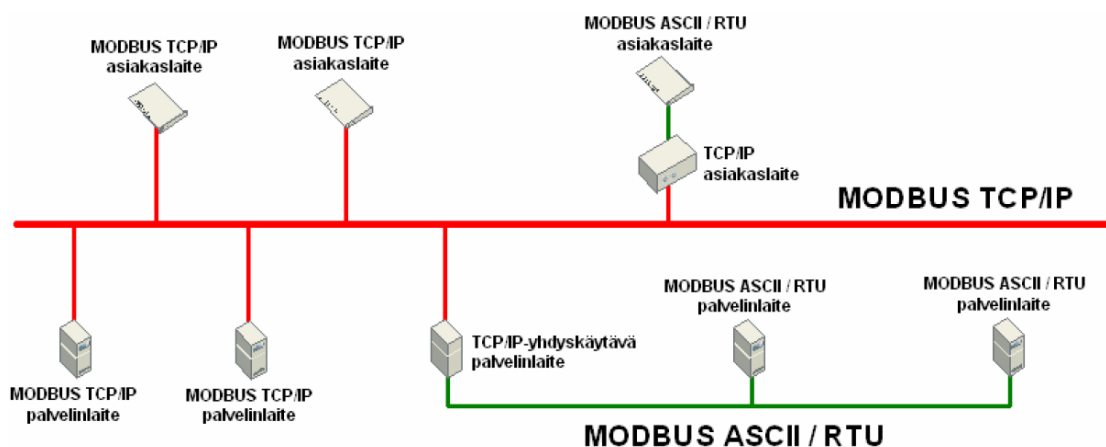 MODBUS TCP/IP
asiakaslaite
MODBUS TCP/IP
asiakaslaite
MODBUS ASCII / RTU
asiakaslaite
TCP/IP
asiakaslaite
MODBUS TCP/IP
MODBUS TCP/IP
palvelinlaite
MODBUS TCP/IP
palvelinlaite
TCP/IP-yhdyskäytävä
palvelinlaite
MODBUS ASCII / RTU
palvelinlaite
MODBUS ASCII / RTU
palvelinlaite
MODBUS ASCII / RTU